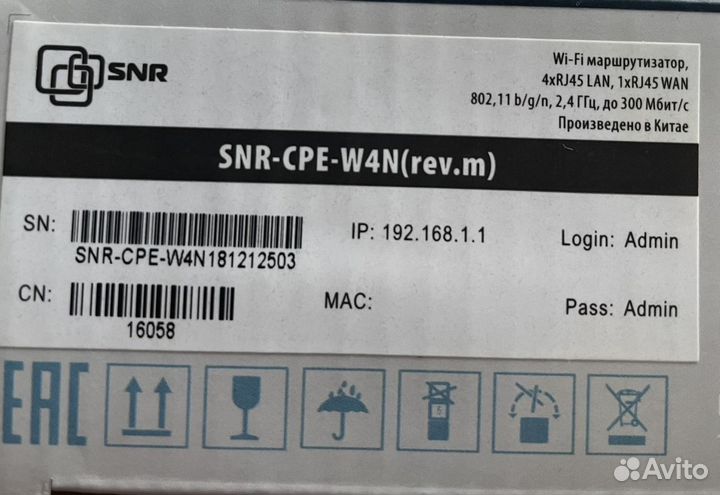 SNR
Wi-Fi маршрутизатор,
4xRJ45 LAN, 1xRJ45 WAN
802,11 b/g/n, 2,4 ГГц, до 300 Мбит/с
Произведено в Китае
SNR-CPE-W4N(rev.m)
SN:
SNR-CPE-W4N181212503
IP: 192.168.1.1
Login: Admin
CN:
16058
MAC:
Pass: Admin
EAC
6
Avito